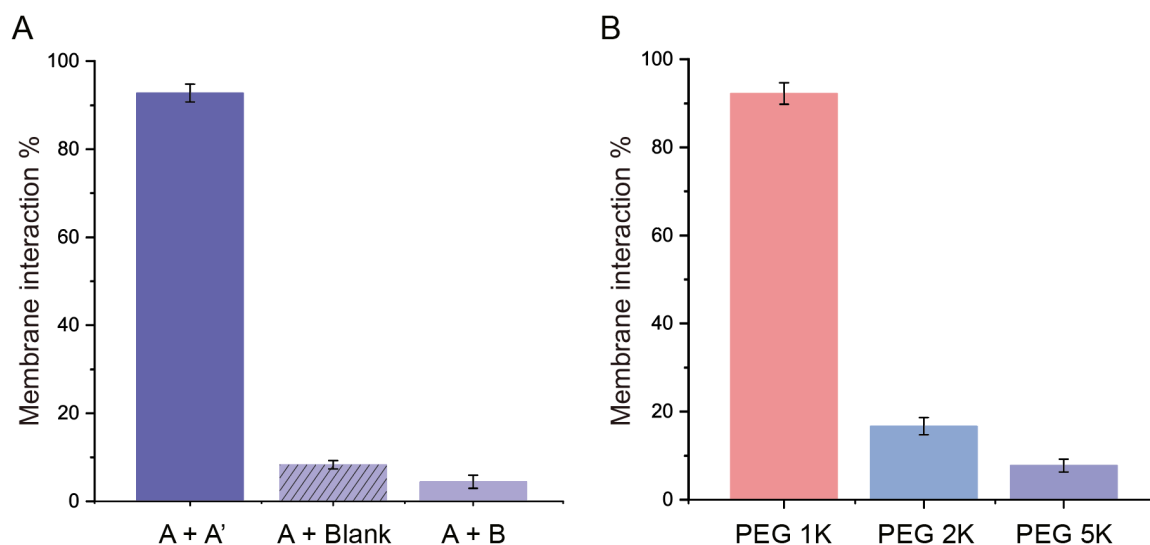 A
Membrane interaction %
100
80
60
40
20
0
A + A’
A + Blank
A + B
B
Membrane interaction %
100
80
60
40
20
0
PEG 1K
PEG 2K
PEG 5K